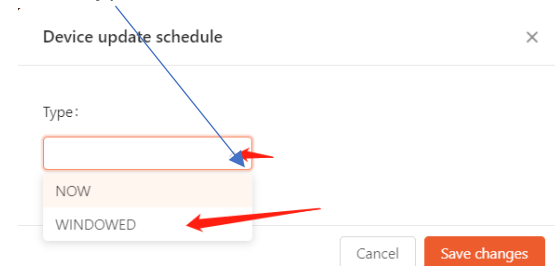 Device update schedule
Type:
NOW
WINDOWED
Cancel Save changes